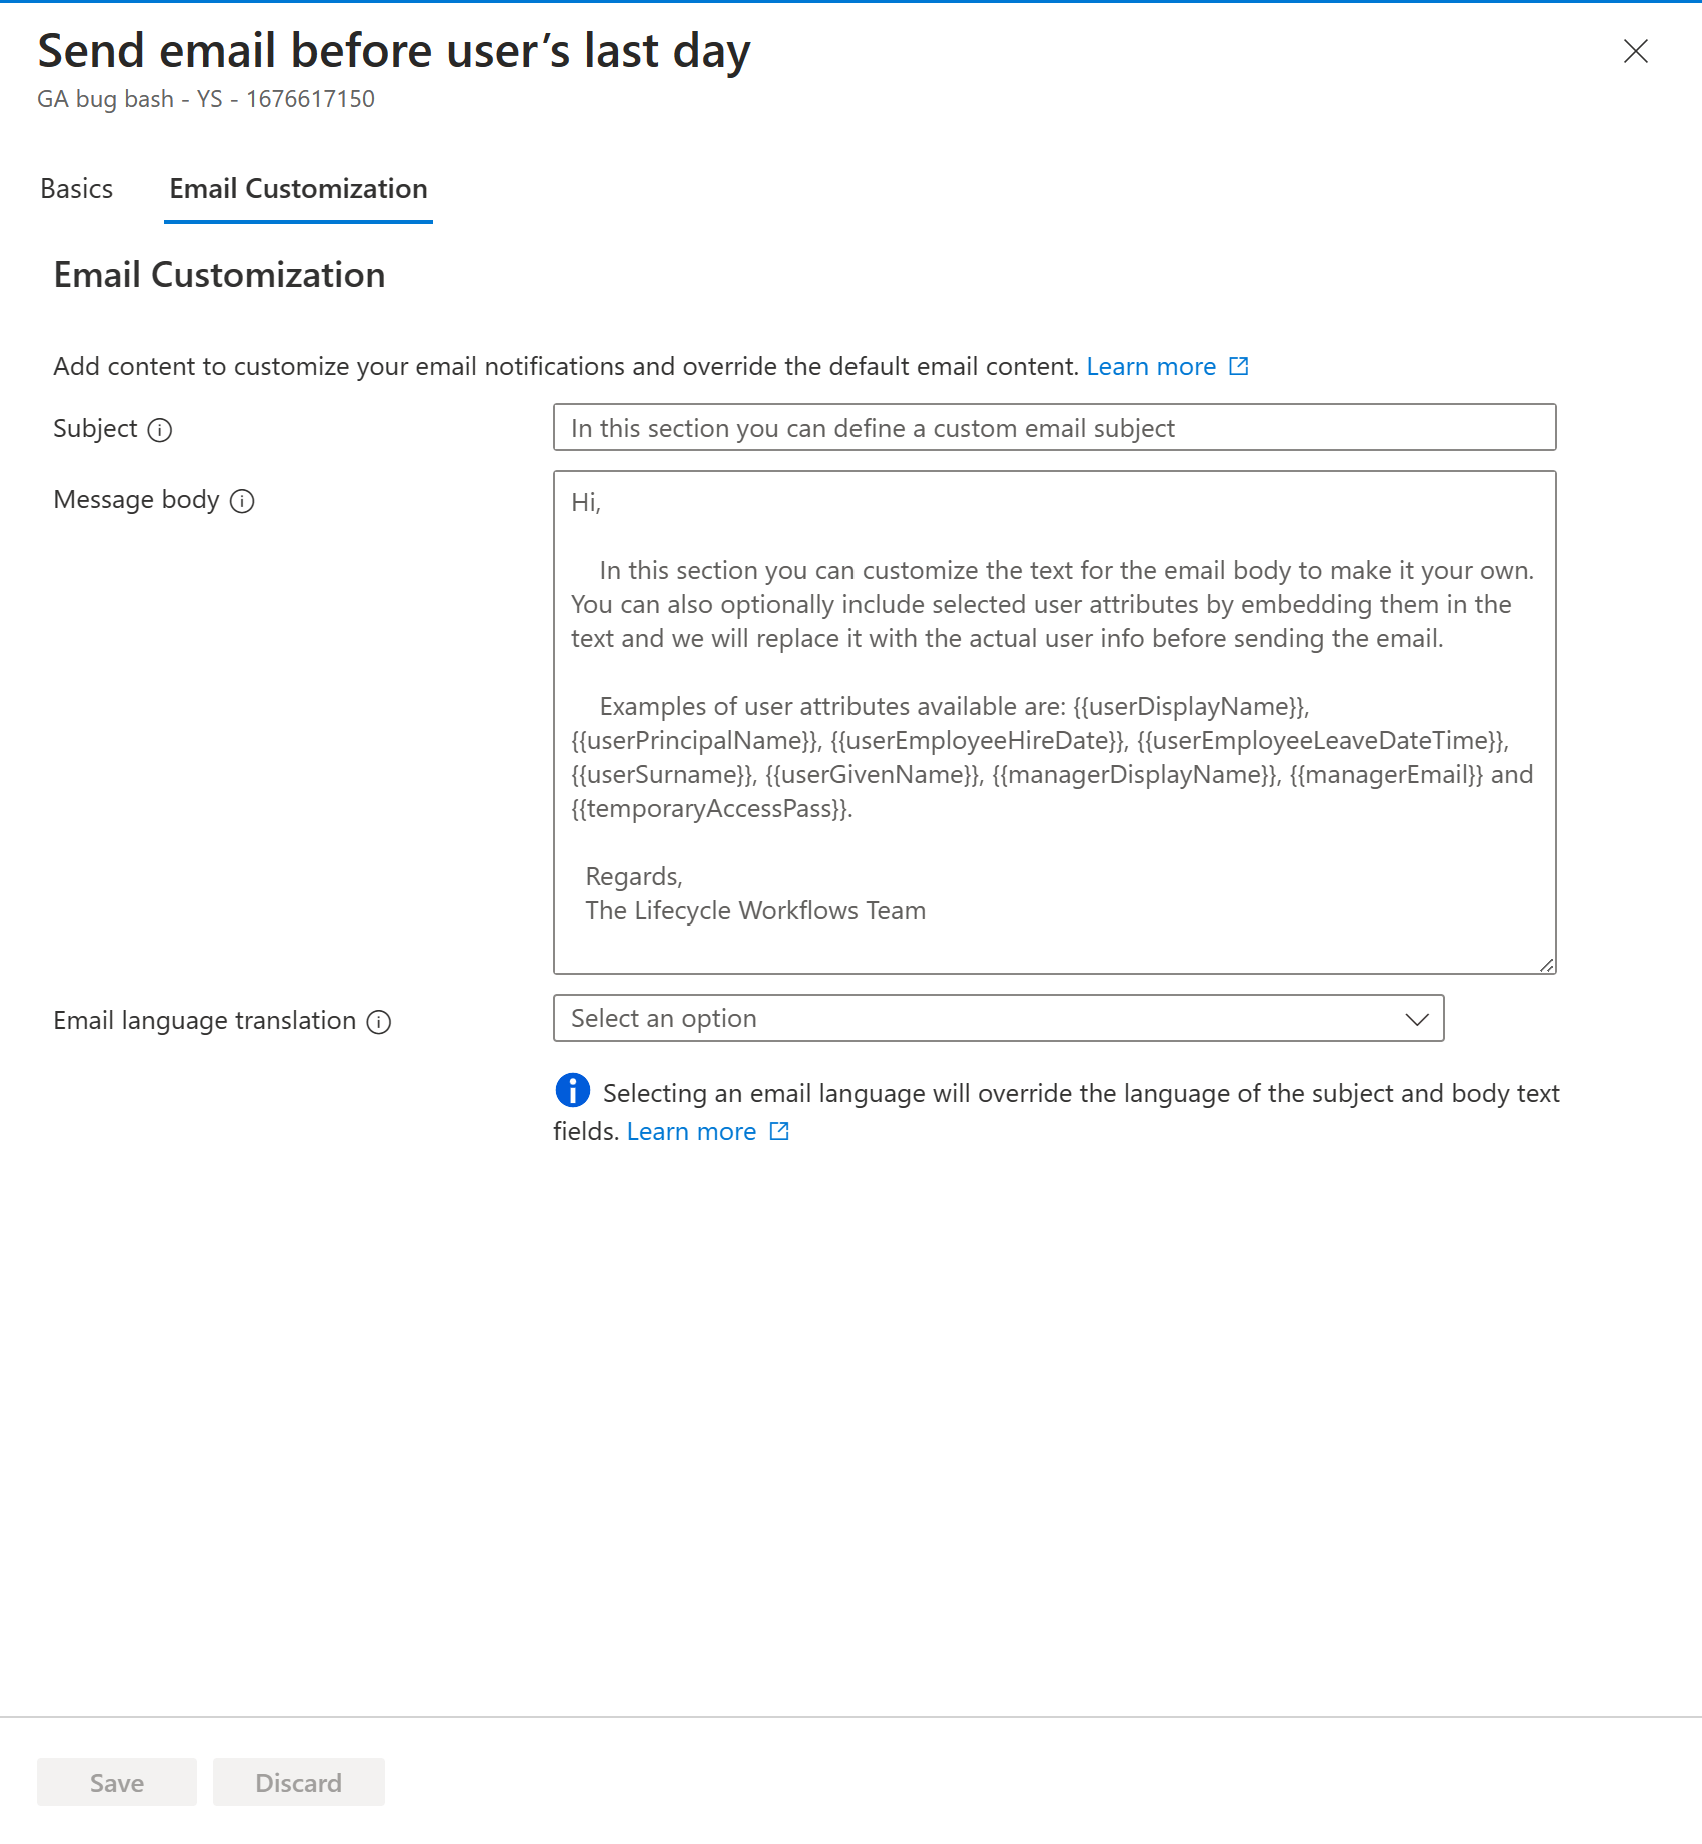 Send email before user’s last day
GA bug bash - YS - 1676617150
Basics
Email Customization
Email Customization
Add content to customize your email notifications and override the default email content. Learn more
Subject
In this section you can define a custom email subject
Message body
Hi,
In this section you can customize the text for the email body to make it your own.
You can also optionally include selected user attributes by embedding them in the
text and we will replace it with the actual user info before sending the email.
Examples of user attributes available are: {{userDisplayName}},
{{userPrincipalName}}, {{userEmployeeHireDate}}, {{userEmployeeLeaveDateTime}},
{{userSurname}}, {{userGivenName}}, {{managerDisplayName}}, {{managerEmail}} and
{{temporaryAccessPass}}.
Regards,
The Lifecycle Workflows Team
Email language translation
Select an option
Selecting an email language will override the language of the subject and body text
fields. Learn more
Save
Discard